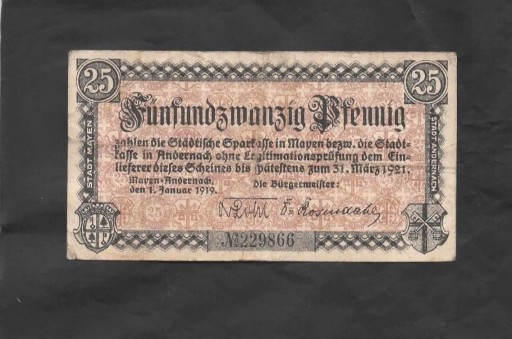 25 25
Fünfundzwanzig Pfennig
zahlen die Städtische Sparkasse in Mayen bezw. die Stadt-
kasse in Andernach ohne Legitimationsprüfung dem Ein-
lieferer dieses Scheines bis spätestens zum 31. März 1921.
Mayen-Andernach, die Bürgermeister:
den 1. Januar 1919.
STADT MAYEN
STADT ANDERNACH
№ 229866